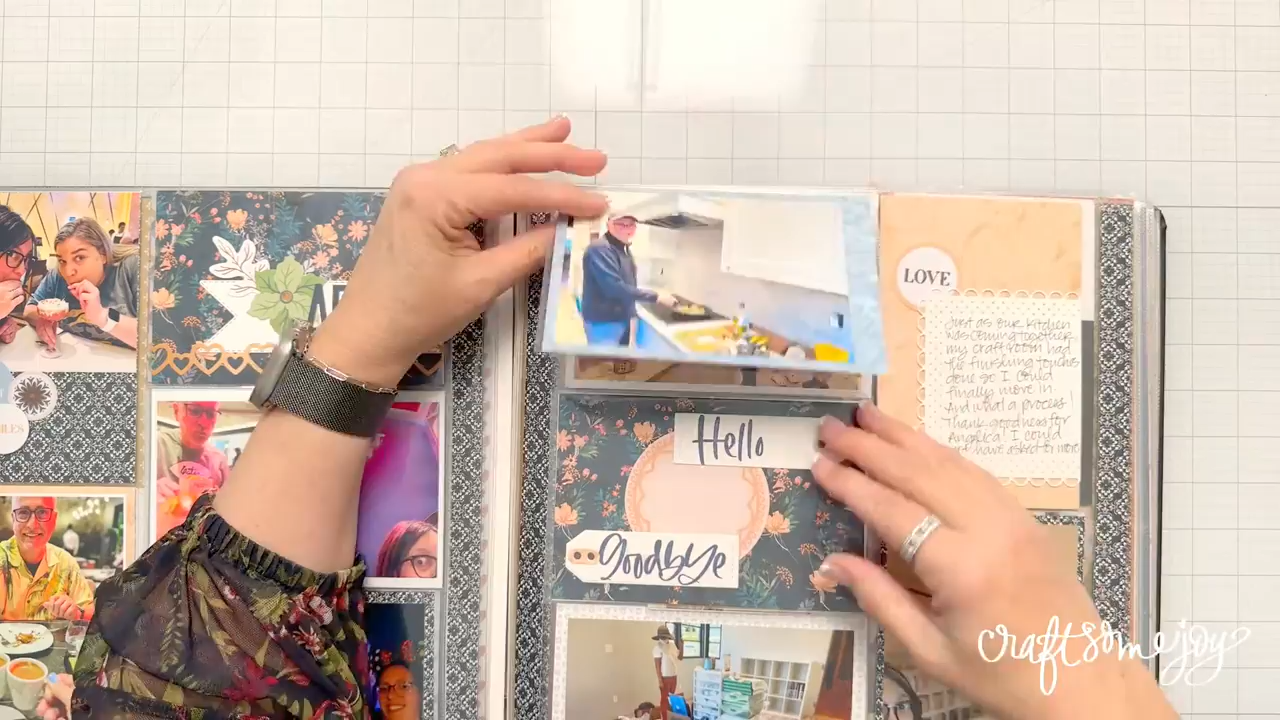 LOVE
Just as our kitchen
was coming together
my craft room had
the finishing touches
done so I could
finally move in
And what a process!
Thank goodness for
Angelica! I could
have asked for more
Hello
goodbye
craftsomejoy